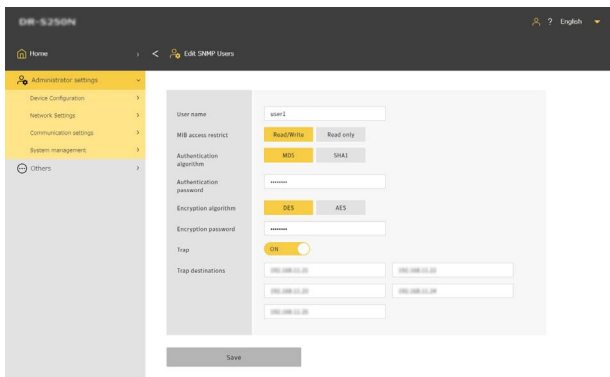 DR-S250N
? English
Home
Edit SNMP Users
Administrator settings
Device Configuration
Network Settings
Communication settings
System management
Others
User name
user1
MIB access restrict
Read/Write
Read only
Authentication
algorithm
MD5
SHA1
Authentication
password
••••••••
Encryption algorithm
DES
AES
Encryption password
••••••••
Trap
ON
Trap destinations
Save